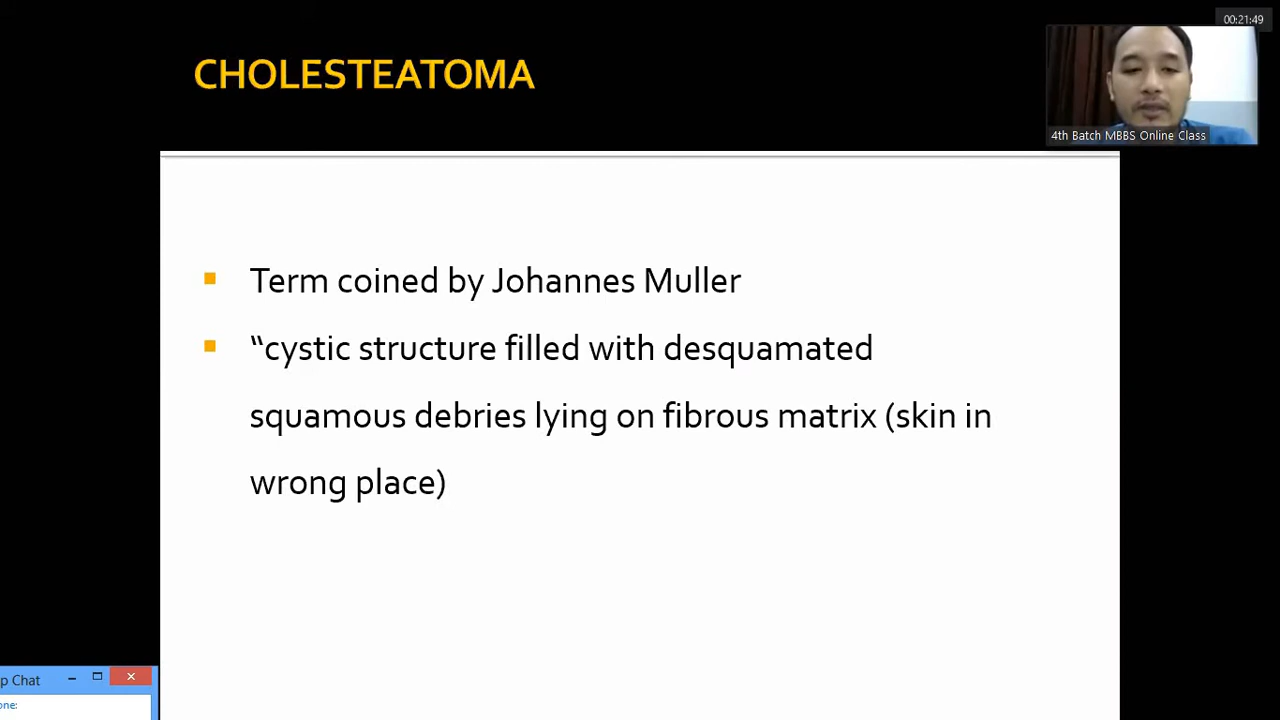 00:21:49
CHOLESTEATOMA
4th Batch MBBS Online Class
Term coined by Johannes Muller
“cystic structure filled with desquamated
squamous debries lying on fibrous matrix (skin in
wrong place)
p Chat
one: